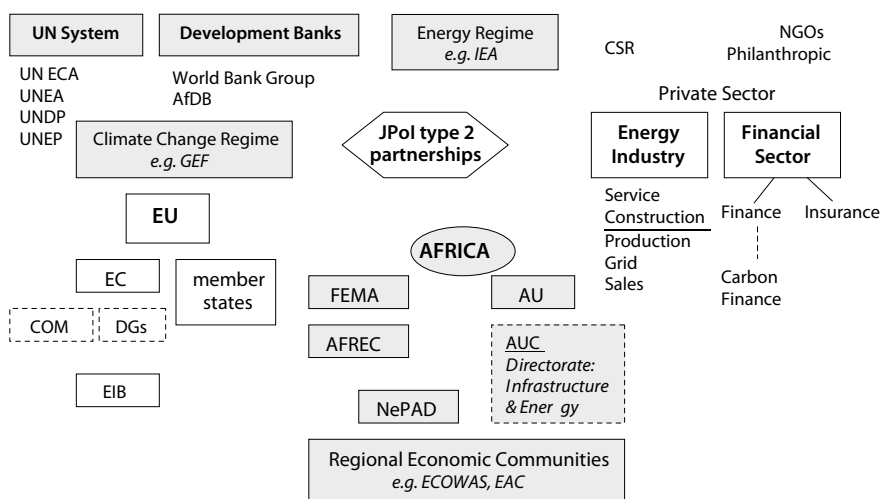 UN System
UN ECA
UNEA
UNDP
UNEP
Development Banks
World Bank Group
AfDB
Energy Regime
e.g. IEA
CSR
NGOs
Philanthropic
Private Sector
Climate Change Regime
e.g. GEF
JPoI type 2
partnerships
Energy
Industry
Financial
Sector
Service
Construction
Production
Grid
Sales
Finance
Insurance
Carbon
Finance
EU
EC
member
states
COM
DGs
EIB
AFRICA
FEMA
AU
AFREC
AUC
Directorate:
Infrastructure
& Ener gy
NePAD
Regional Economic Communities
e.g. ECOWAS, EAC